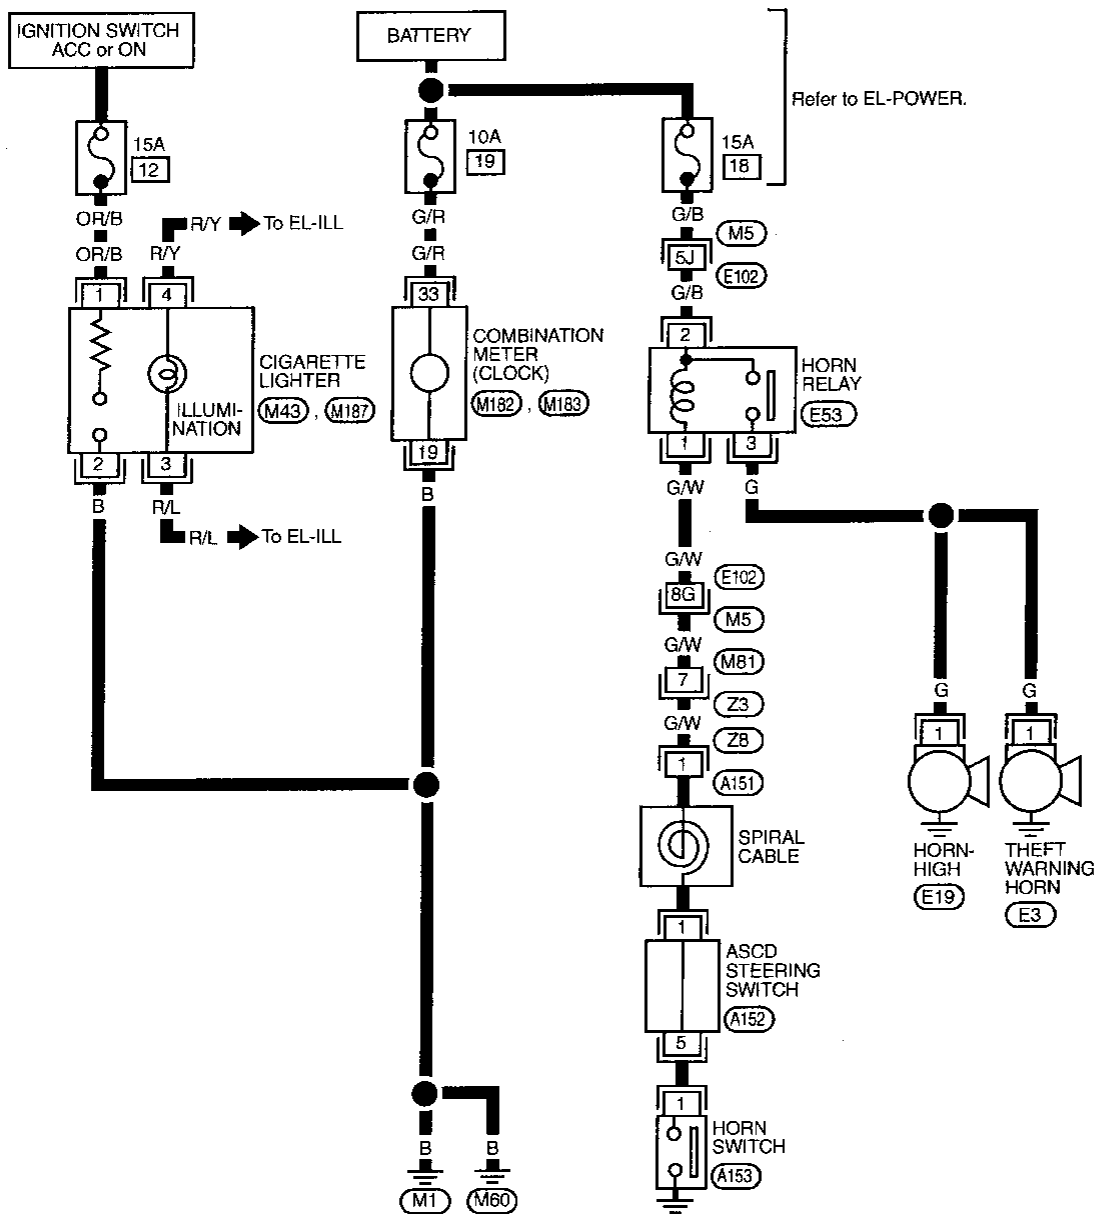 IGNITION SWITCH
ACC or ON
BATTERY
Refer to EL-POWER.
15A
12
10A
19
15A
18
OR/B
R/Y
To EL-ILL
G/R
G/B
M5
OR/B
R/Y
G/R
5J
E102
G/B
1
4
33
2
CIGARETTE
LIGHTER
M43 , M187
ILLUMI-
NATION
COMBINATION
METER
(CLOCK)
M182 , M183
HORN
RELAY
E53
2
3
19
1
3
B
R/L
B
G/W
G
R/L
To EL-ILL
G/W
E102
8G
M5
G/W
M81
7
Z3
G/W
Z8
1
A151
G
G
1
1
SPIRAL
CABLE
HORN-
HIGH
E19
THEFT
WARNING
HORN
E3
1
ASCD
STEERING
SWITCH
A152
5
1
HORN
SWITCH
A153
B
B
M1
M60